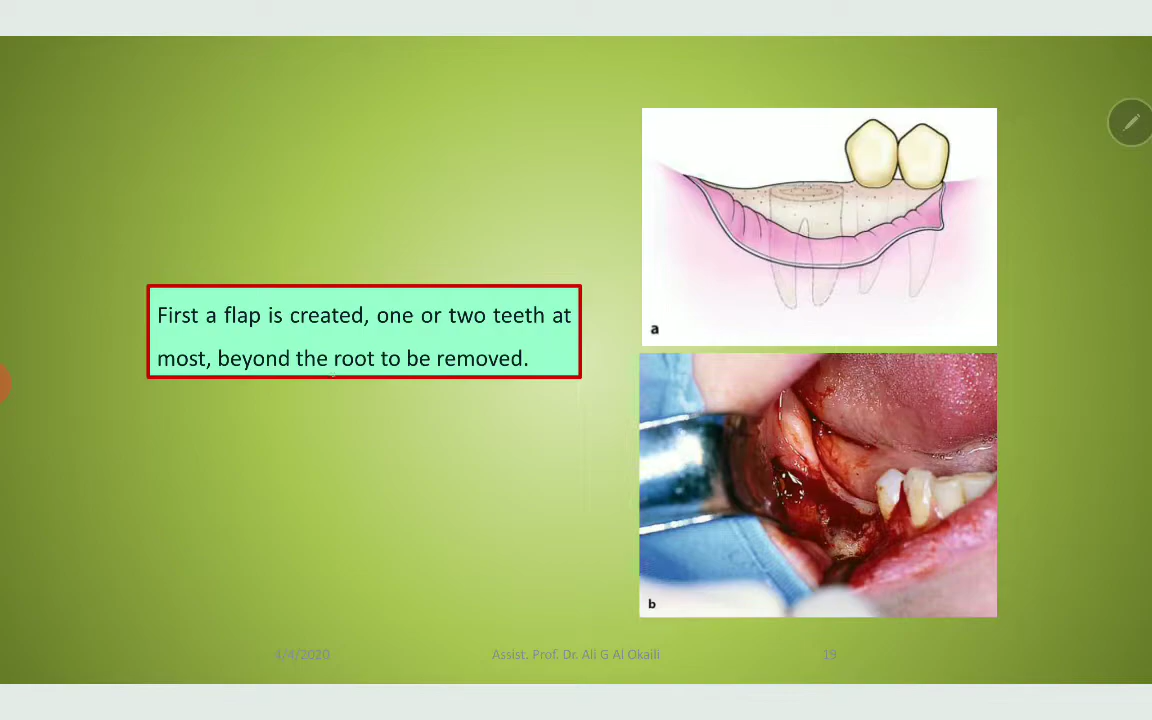 First a flap is created, one or two teeth at
most, beyond the root to be removed.
a
b
4/4/2020 Assist. Prof. Dr. Ali G Al Okaili 19